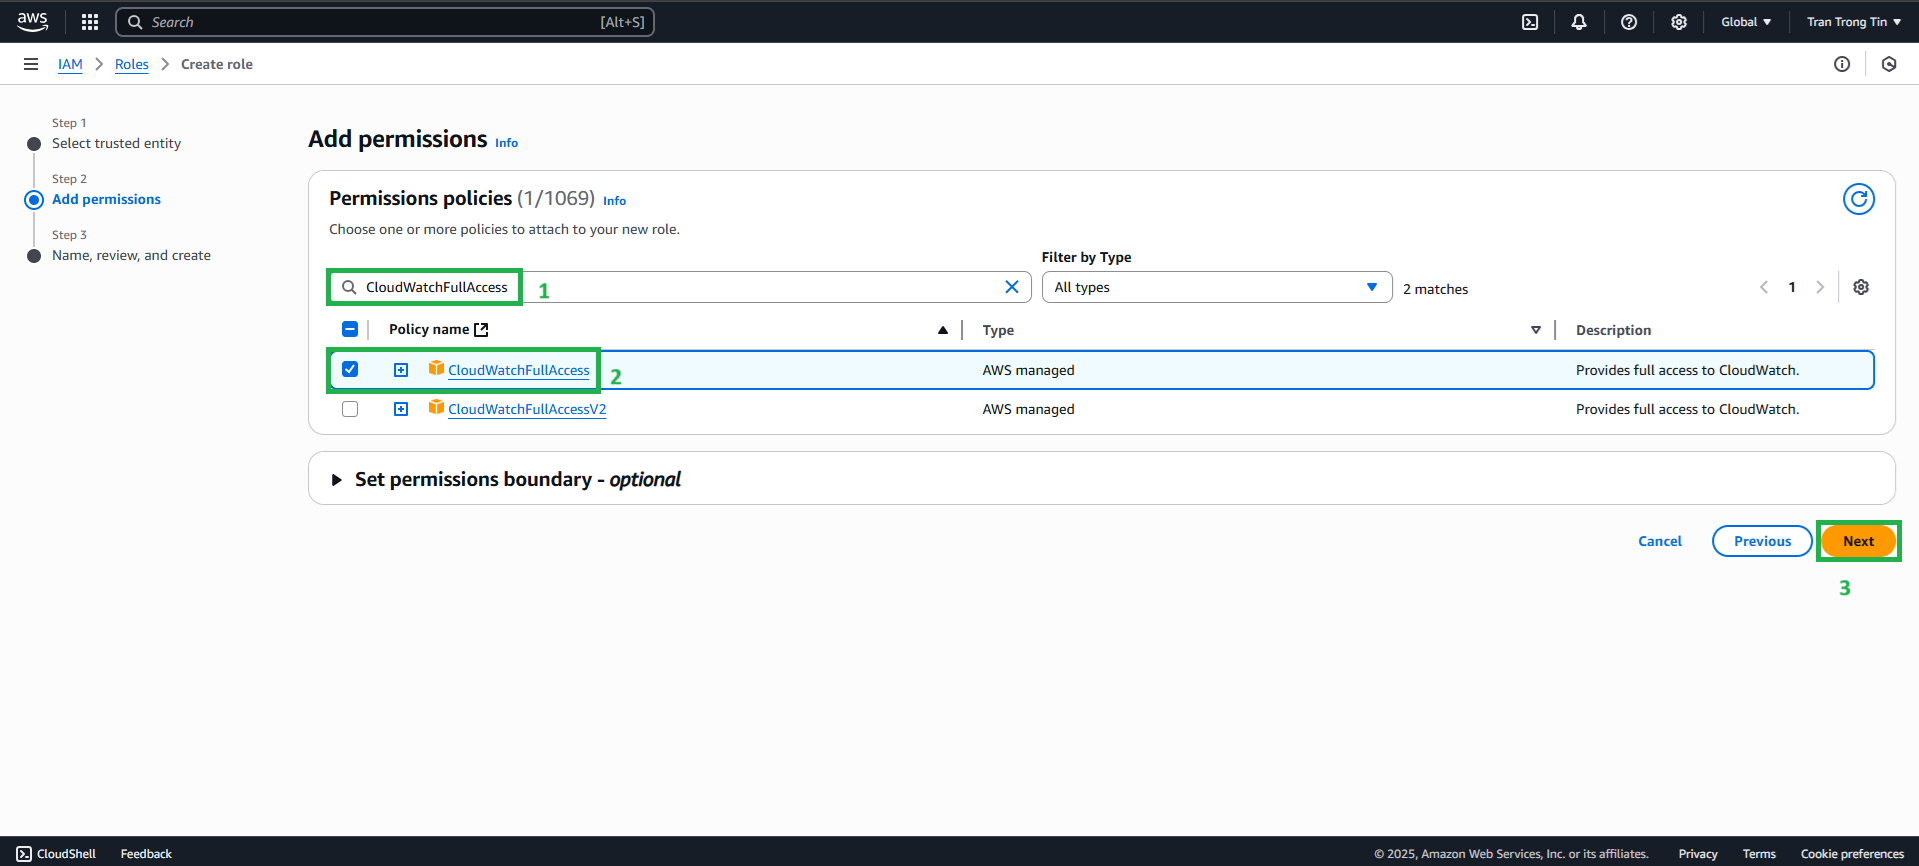 aws Search [Alt+S] Global Tran Trong Tin
IAM Roles Create role
Step 1
Select trusted entity
Step 2
Add permissions
Step 3
Name, review, and create
Add permissions Info
Permissions policies (1/1069) Info
Choose one or more policies to attach to your new role.
Filter by Type
CloudWatchFullAccess 1 All types 2 matches 1
Policy name Type Description
CloudWatchFullAccess 2 AWS managed Provides full access to CloudWatch.
CloudWatchFullAccessV2 AWS managed Provides full access to CloudWatch.
Set permissions boundary - optional
Cancel Previous Next
3
CloudShell Feedback © 2025, Amazon Web Services, Inc. or its affiliates. Privacy Terms Cookie preferences